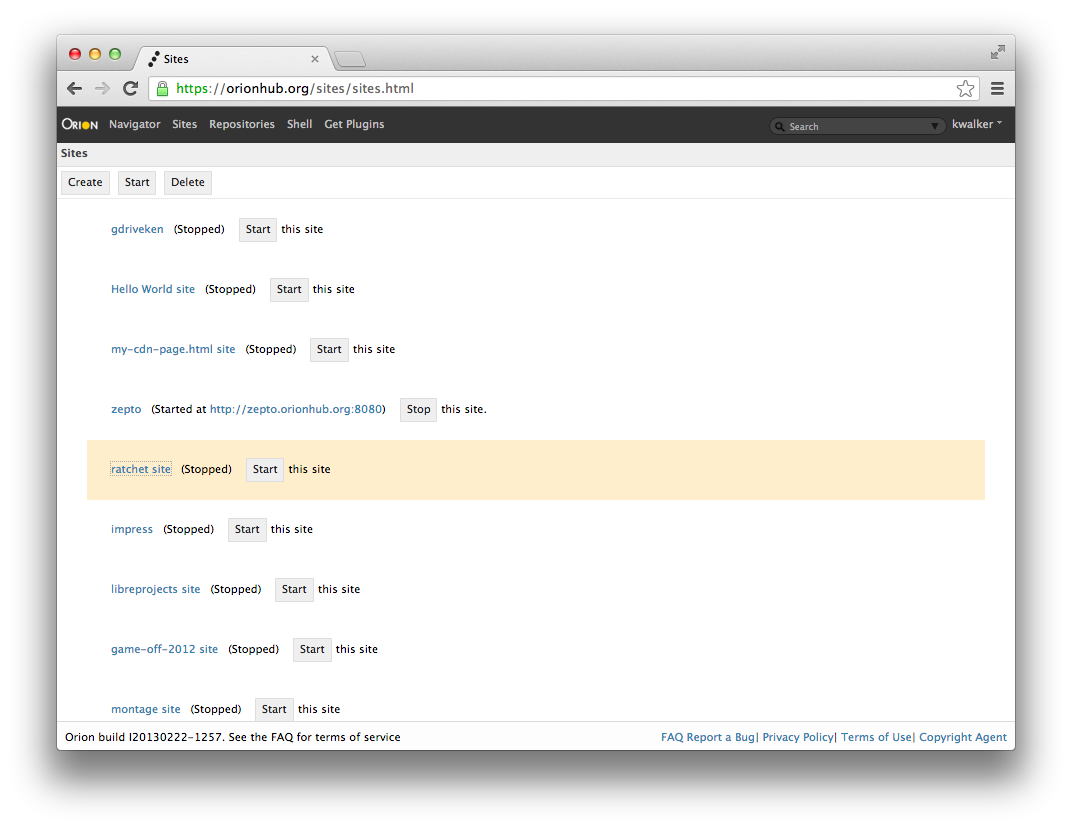 Sites
https://orionhub.org/sites/sites.html
ORION Navigator Sites Repositories Shell Get Plugins Search kwalker
Sites
Create Start Delete
gdriveken (Stopped) Start this site
Hello World site (Stopped) Start this site
my-cdn-page.html site (Stopped) Start this site
zepto (Started at http://zepto.orionhub.org:8080) Stop this site.
ratchet site (Stopped) Start this site
impress (Stopped) Start this site
libreprojects site (Stopped) Start this site
game-off-2012 site (Stopped) Start this site
montage site (Stopped) Start this site
Orion build I20130222-1257. See the FAQ for terms of service FAQ Report a Bug| Privacy Policy| Terms of Use| Copyright Agent